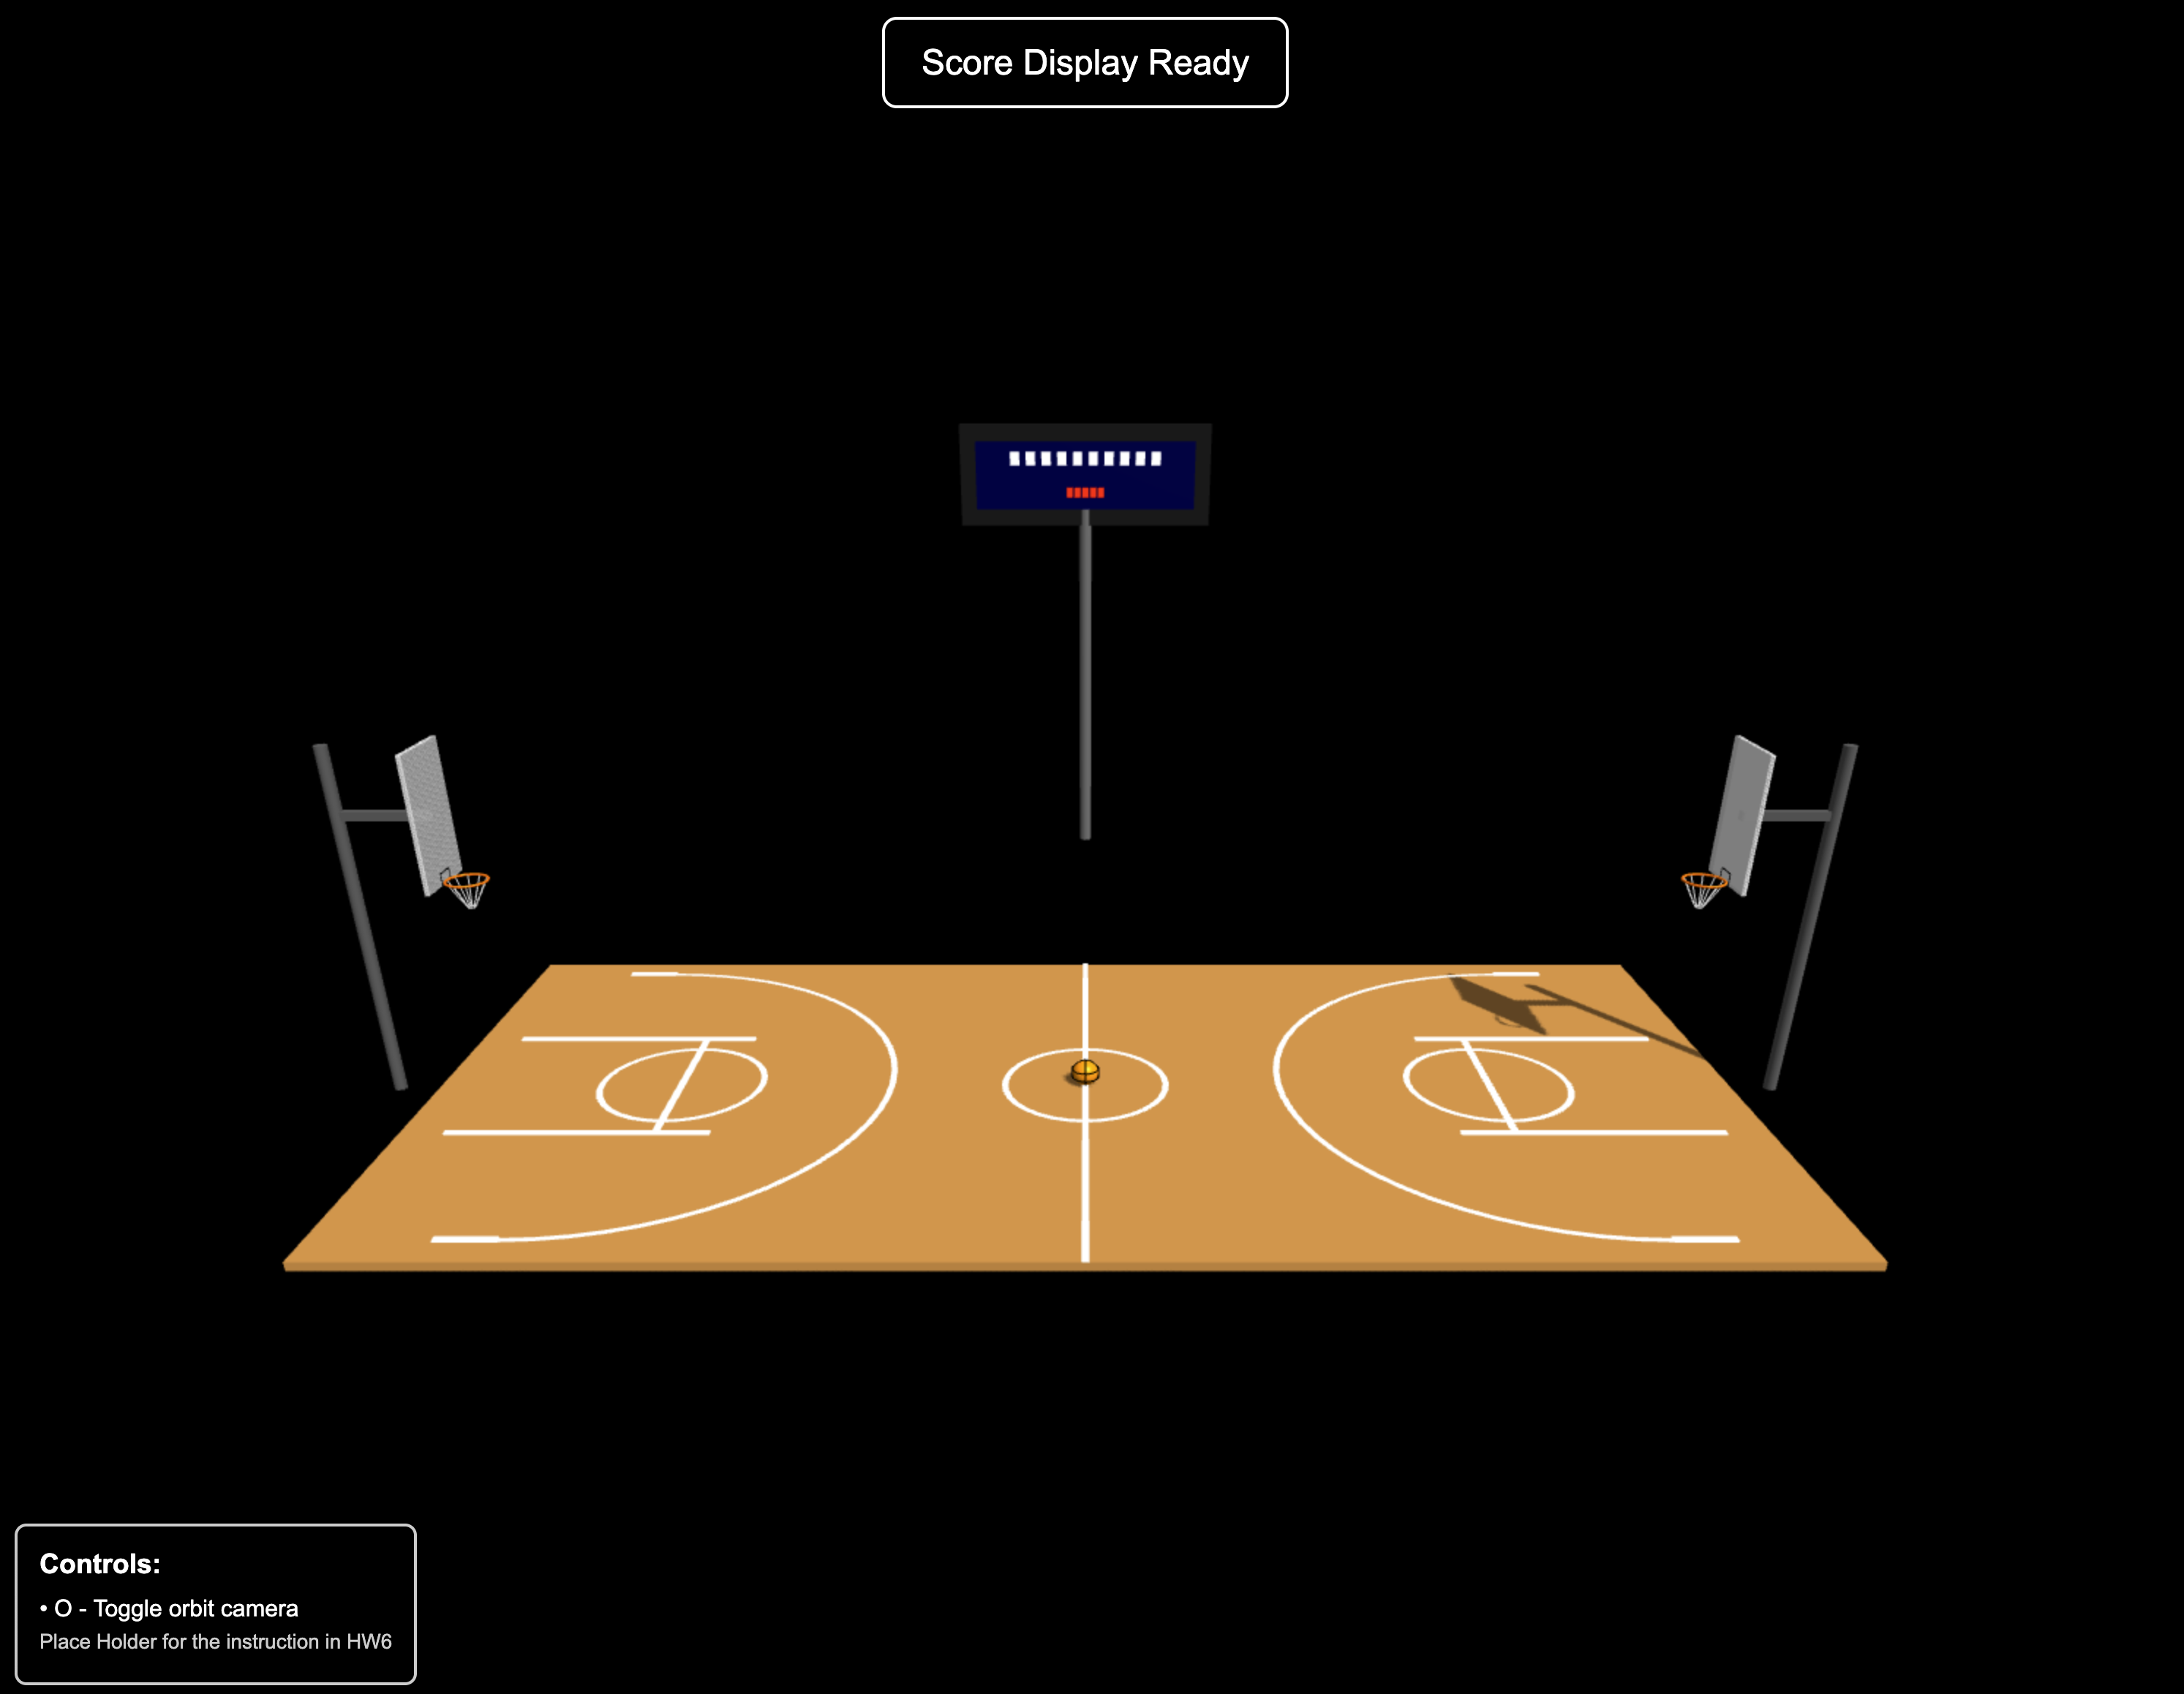 Score Display Ready
Controls:
• O - Toggle orbit camera
Place Holder for the instruction in HW6